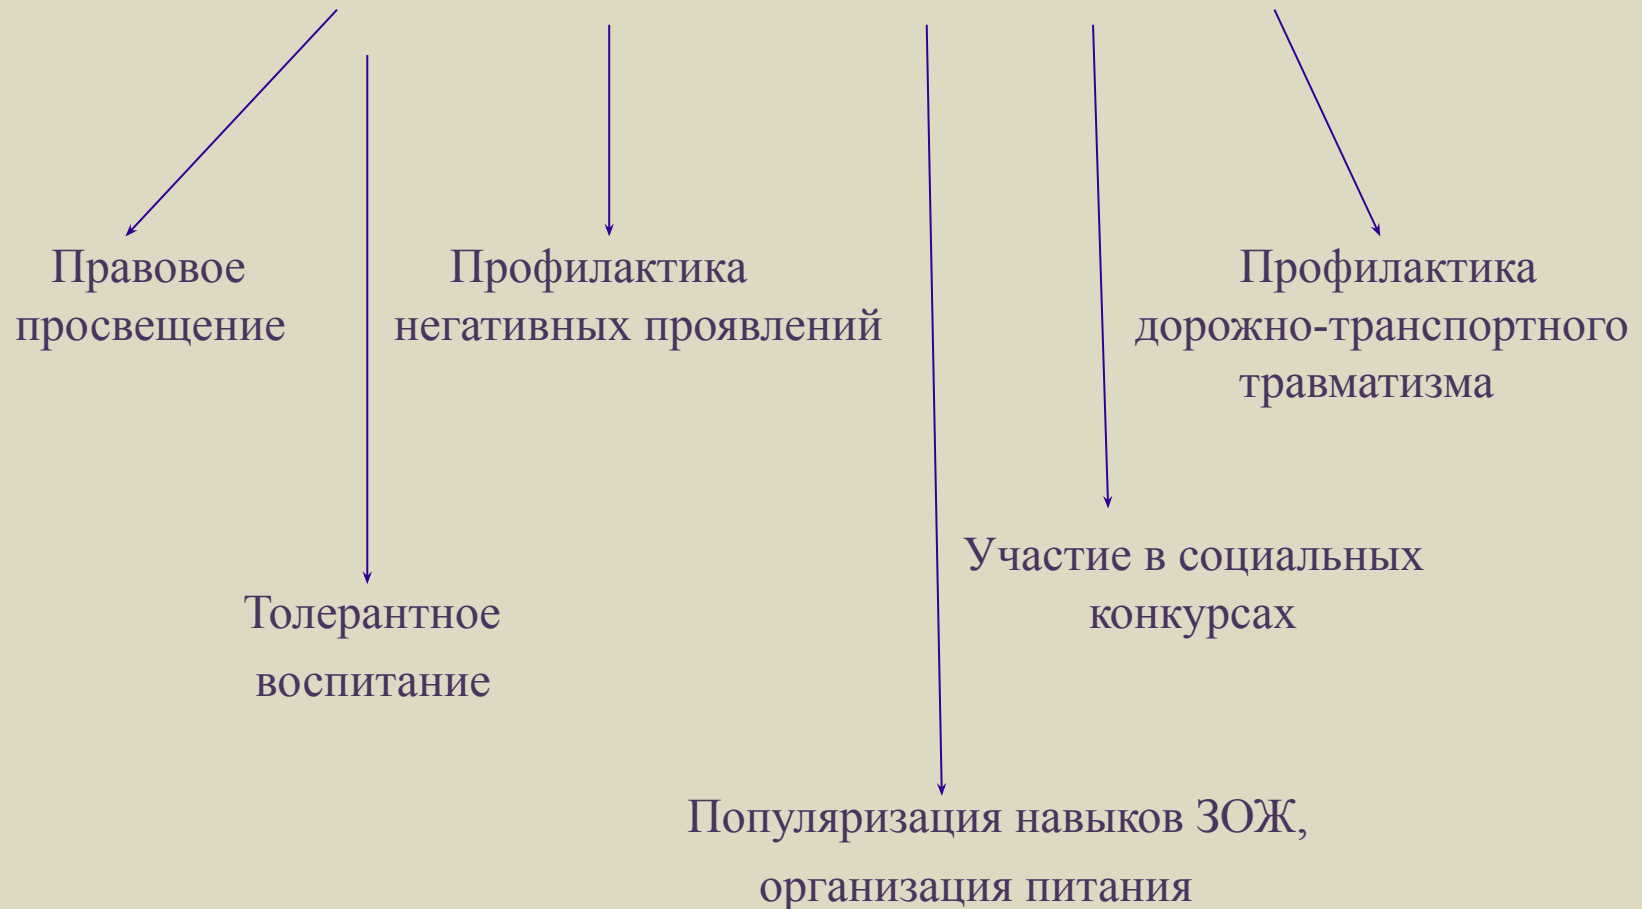 Правовое
просвещение
Профилактика
негативных проявлений
Профилактика
дорожно-транспортного
травматизма
Толерантное
воспитание
Участие в социальных
конкурсах
Популяризация навыков ЗОЖ,
организация питания